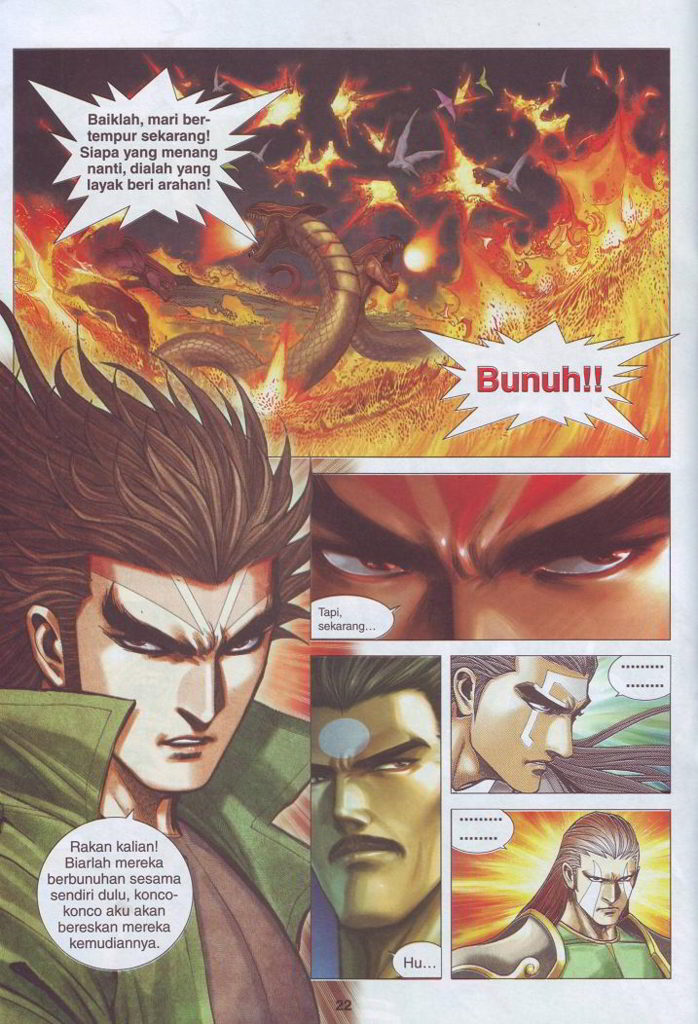 Baiklah, mari ber-
tempur sekarang!
Siapa yang menang
nanti, dialah yang
layak beri arahan!
Bunuh!!
Tapi,
sekarang...
Rakan kalian!
Biarlah mereka
berbunuhan sesama
sendiri dulu, konco-
konco aku akan
bereskan mereka
kemudiannya.
Hu...
.........
........
.........
........
22